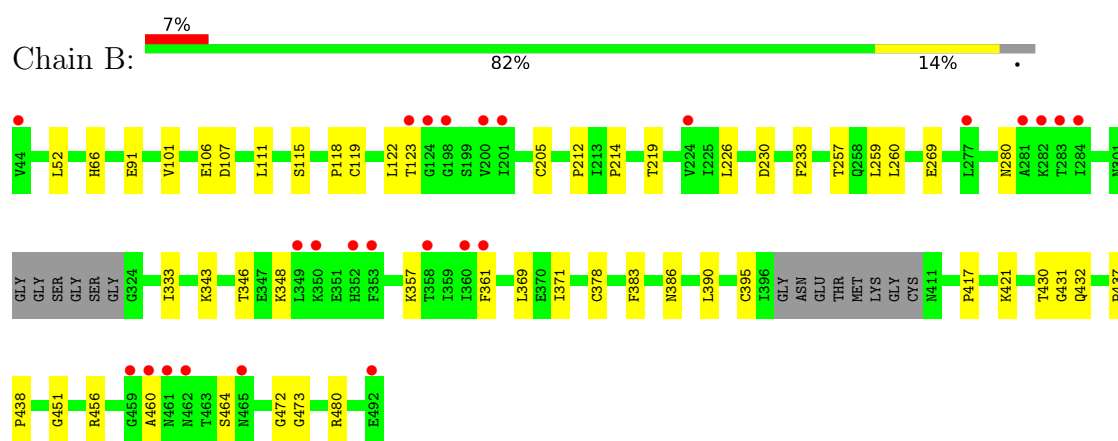 7%
Chain B:
82% 14% •
V44 L52 H66 E91 V101 E106 D107 L111 S115 P118 C119 L122 T123 G124 G198 S199 V200 I201 C205 P212 I213 P214 T219 V224 I225 L226 D230 F233 T257 Q258 L259 L260 E269 L277 N280 A281 K282 T283 I284
GLY GLY SER GLY SER GLY G324 I333 K343 T346 E347 K348 L349 K350 E351 H352 F353 K357 T358 I359 I360 F361 L369 E370 I371 C378 F383 N386 L390 C395 I396 GLY ASN GLU THR MET LYS GLY CYS N411 P417 K421 T430 G431 Q432
P438 G451 R456 G459 A460 N461 N462 T463 S464 N465 G472 G473 R480 E492